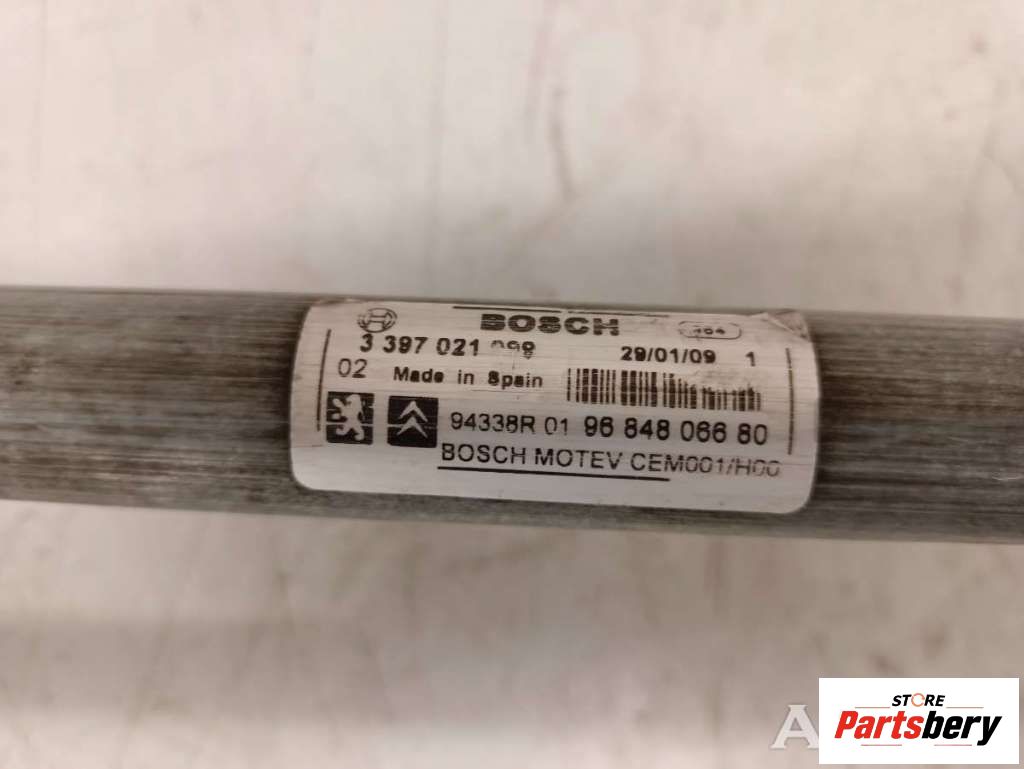 BOSCH
3 397 021 29/01/09 1
02 Made in Spain
94338R 01 96 848 066 80
BOSCH MOTEV CEM001/H00
STORE
Partsbery